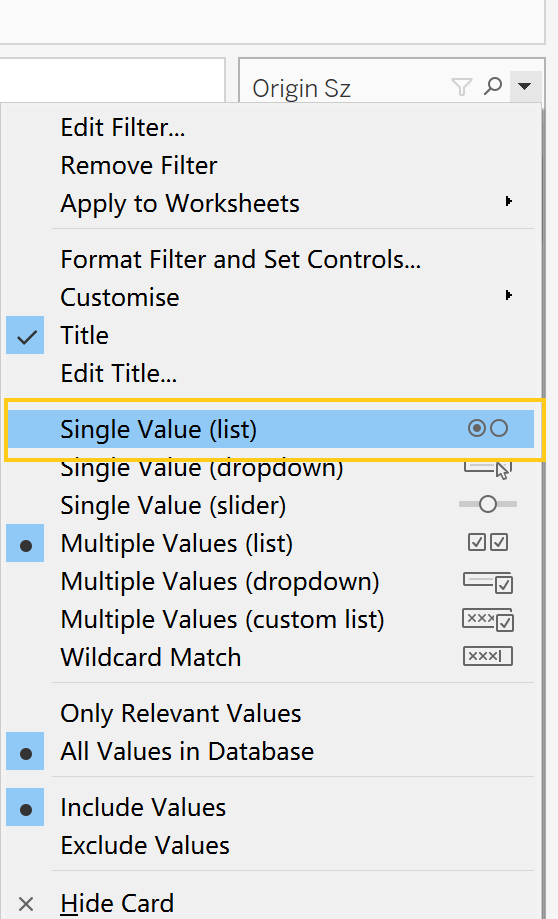 Origin Sz
Edit Filter...
Remove Filter
Apply to Worksheets
Format Filter and Set Controls...
Customise
Title
Edit Title...
Single Value (list)
Single Value (dropdown)
Single Value (slider)
Multiple Values (list)
Multiple Values (dropdown)
Multiple Values (custom list)
Wildcard Match
Only Relevant Values
All Values in Database
Include Values
Exclude Values
Hide Card